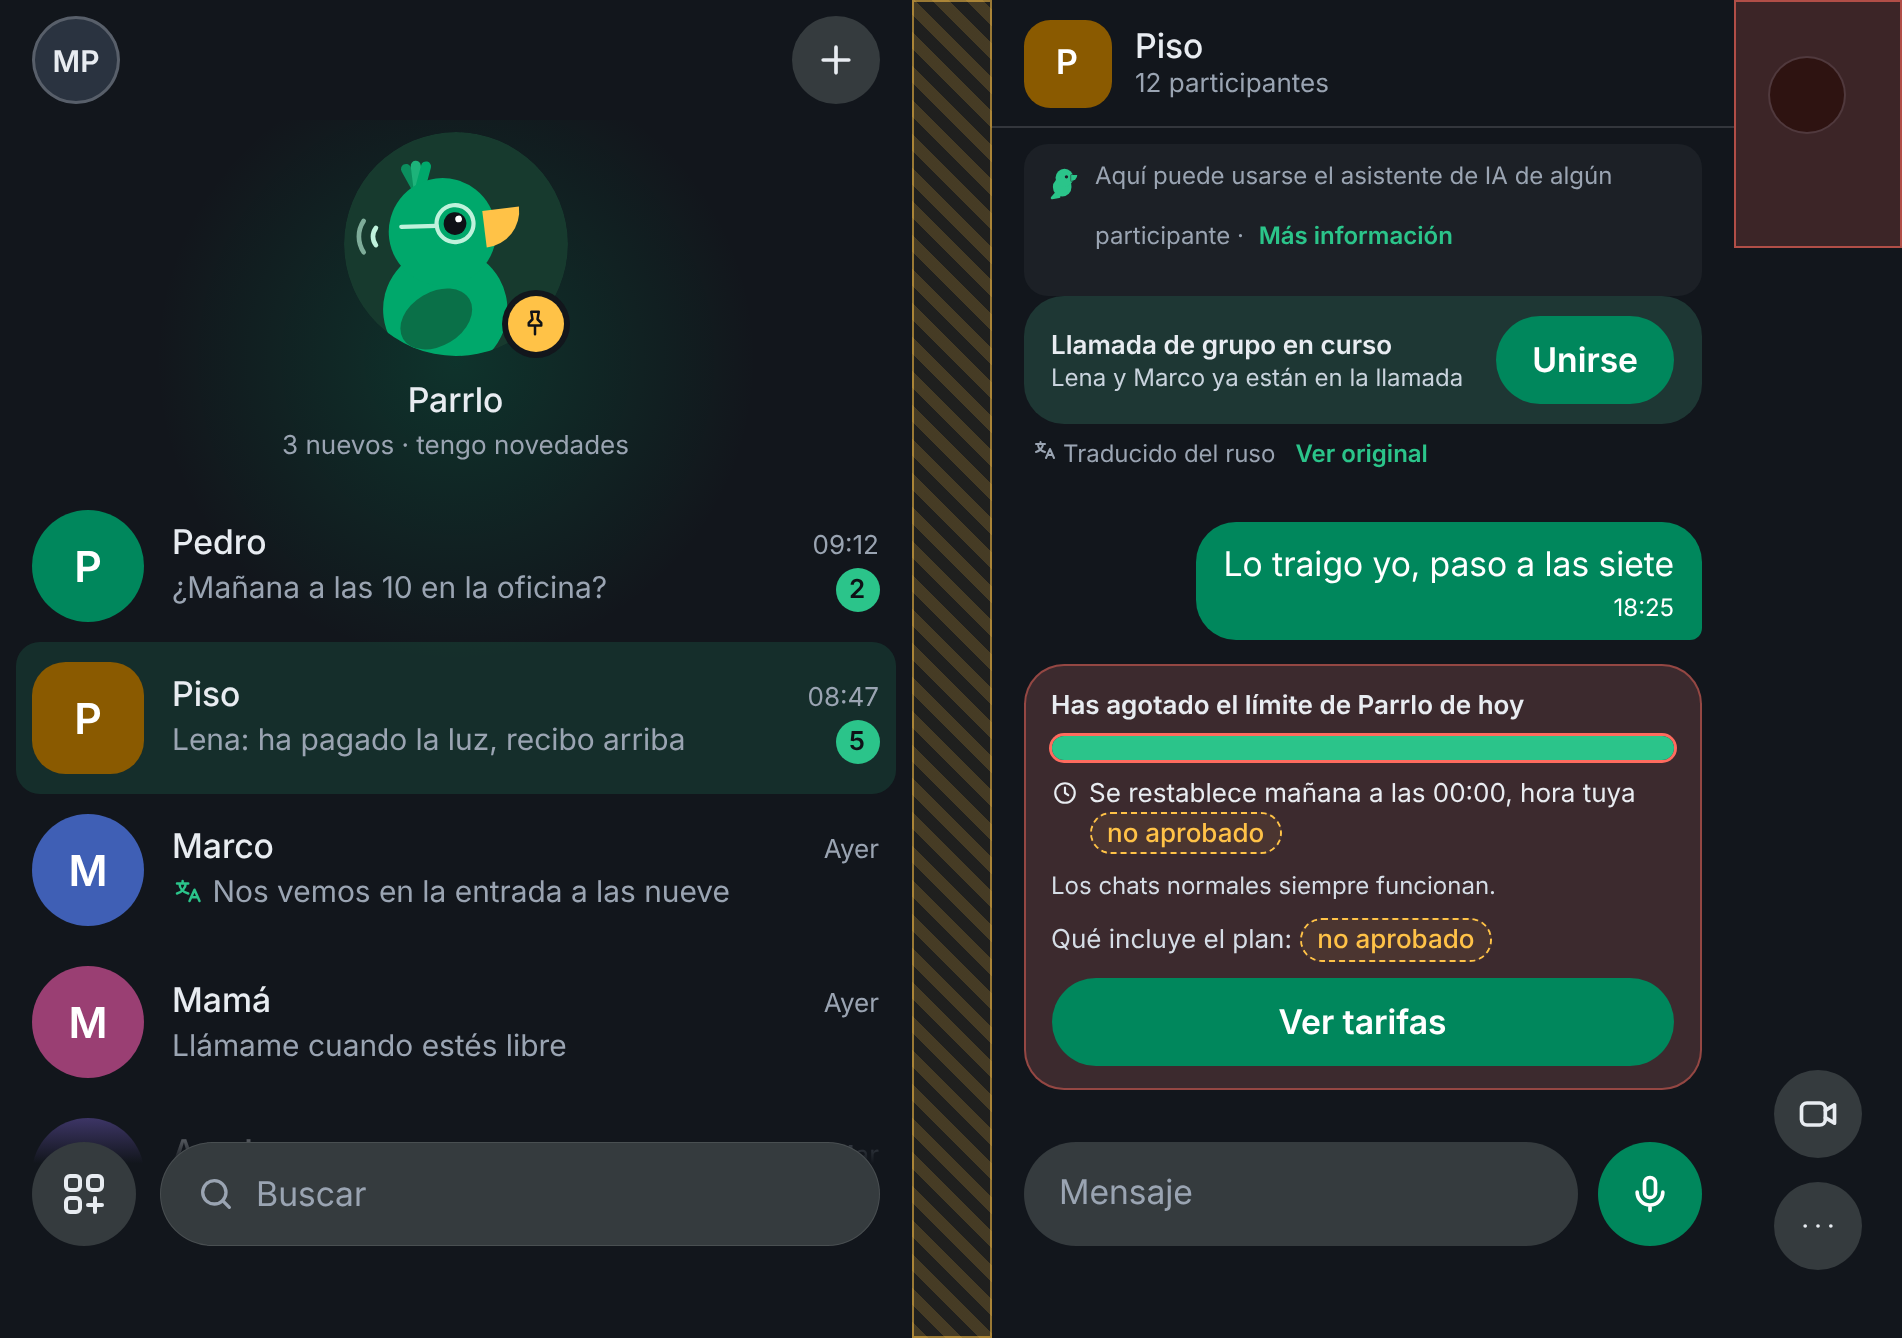 MP
Parrlo
3 nuevos · tengo novedades
P
Pedro
09:12
¿Mañana a las 10 en la oficina?
2
P
Piso
08:47
Lena: ha pagado la luz, recibo arriba
5
M
Marco
Ayer
Nos vemos en la entrada a las nueve
M
Mamá
Ayer
Llámame cuando estés libre
Buscar
P
Piso
12 participantes
Aquí puede usarse el asistente de IA de algún
participante · Más información
Llamada de grupo en curso
Lena y Marco ya están en la llamada
Unirse
Traducido del ruso Ver original
Lo traigo yo, paso a las siete
18:25
Has agotado el límite de Parrlo de hoy
Se restablece mañana a las 00:00, hora tuya
no aprobado
Los chats normales siempre funcionan.
Qué incluye el plan: no aprobado
Ver tarifas
Mensaje